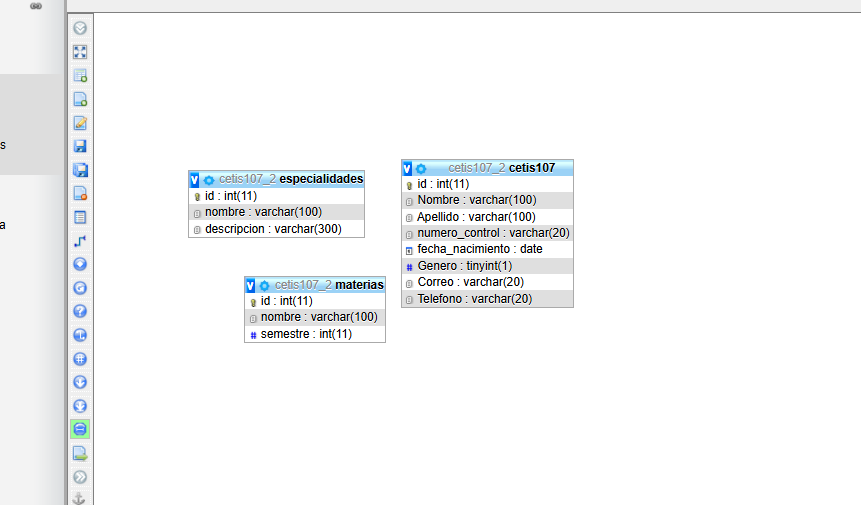 s
a
cetis107_2 especialidades
id : int(11)
nombre : varchar(100)
descripcion : varchar(300)
cetis107_2 materias
id : int(11)
nombre : varchar(100)
semestre : int(11)
cetis107_2 cetis107
id : int(11)
Nombre : varchar(100)
Apellido : varchar(100)
numero_control : varchar(20)
fecha_nacimiento : date
Genero : tinyint(1)
Correo : varchar(20)
Telefono : varchar(20)